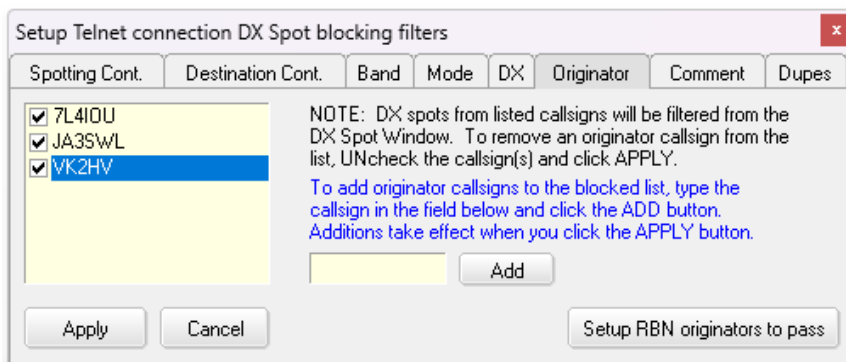 Setup Telnet connection DX Spot blocking filters
x
Spotting Cont. Destination Cont. Band Mode DX Originator Comment Dupes
7L4IOU
JA3SWL
VK2HV
NOTE: DX spots from listed callsigns will be filtered from the
DX Spot Window. To remove an originator callsign from the
list, UNcheck the callsign(s) and click APPLY.
To add originator callsigns to the blocked list, type the
callsign in the field below and click the ADD button.
Additions take effect when you click the APPLY button.
Add
Apply Cancel Setup RBN originators to pass